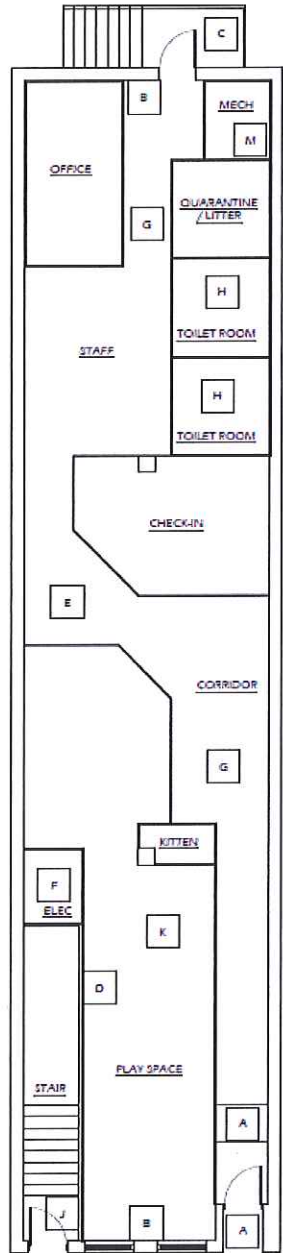 C
B
MECH
M
OFFICE
QUARANTINE
/ LITTER
G
H
TOILET ROOM
STAFF
H
TOILET ROOM
CHECK-IN
E
CORRIDOR
G
KITTEN
F
ELEC
K
D
PLAY SPACE
STAIR
A
J
B
A